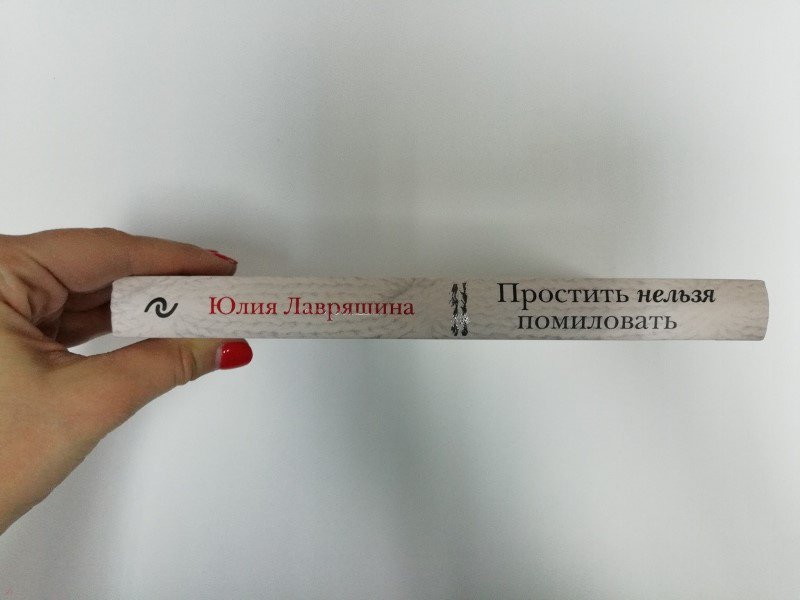 Юлия Лавряшина
Простить нельзя
помиловать